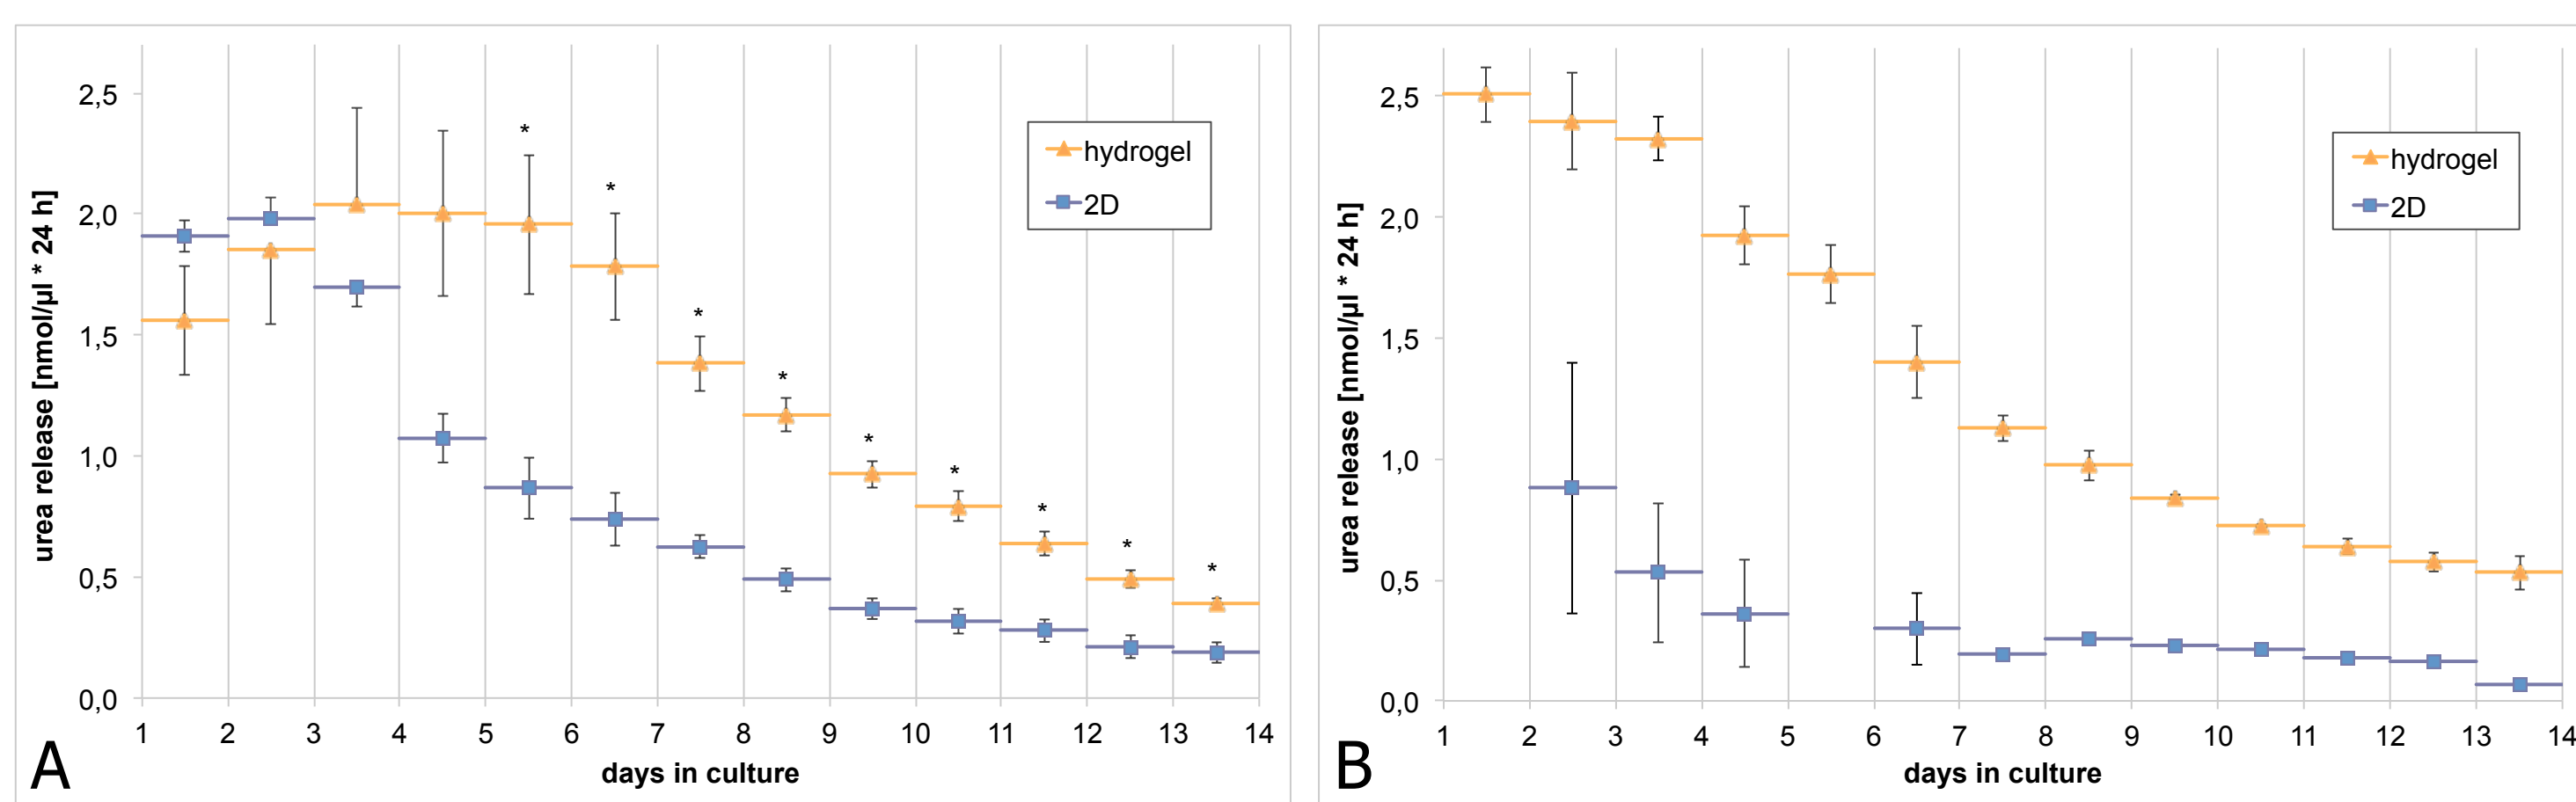 2,5
2,0
1,5
1,0
0,5
0,0
urea release [nmol/µl * 24 h]
* * * * * * * * *
hydrogel
2D
1 2 3 4 5 6 7 8 9 10 11 12 13 14
days in culture
A
2,5
2,0
1,5
1,0
0,5
0,0
urea release [nmol/µl * 24 h]
hydrogel
2D
1 2 3 4 5 6 7 8 9 10 11 12 13 14
days in culture
B